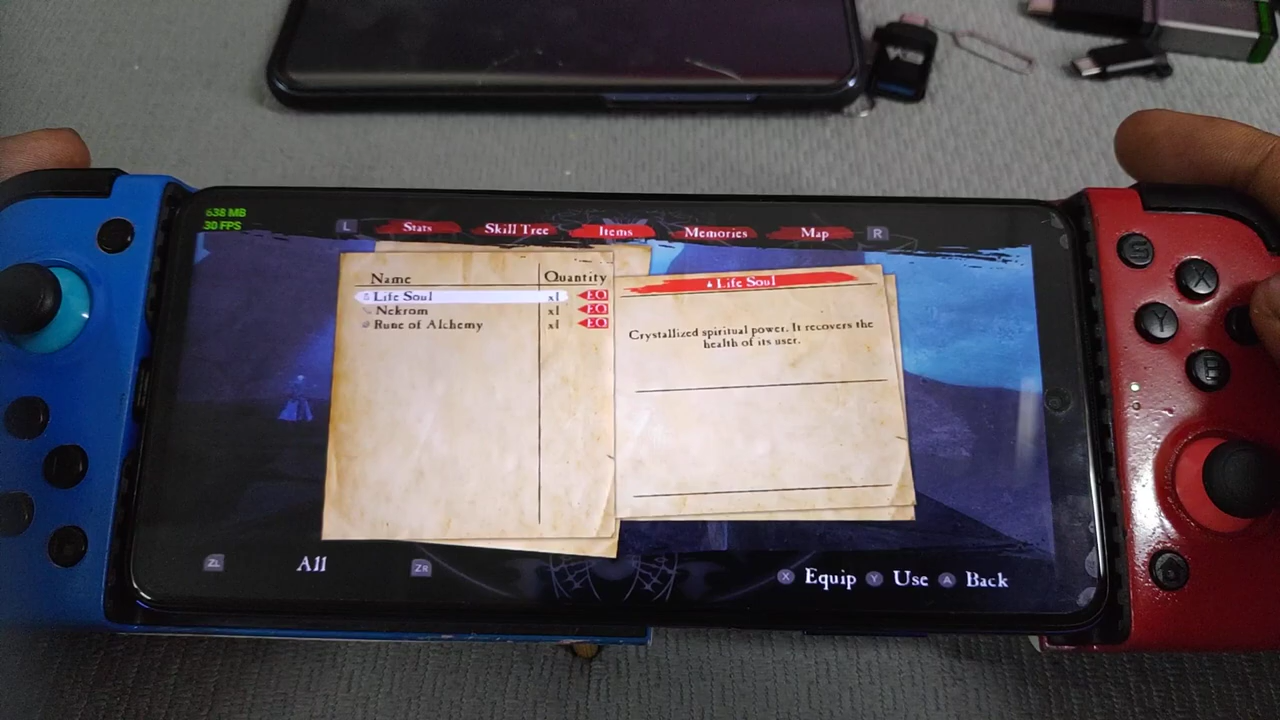 638 MB
30 FPS
L Stats Skill Tree Items Memories Map R
Name Quantity
Life Soul x1 EQ
Nekrom x1 EQ
Rune of Alchemy x1 EQ
Life Soul
Crystallized spiritual power. It recovers the
health of its user.
ZL All ZR
X Equip Y Use A Back
S
X
Y
B